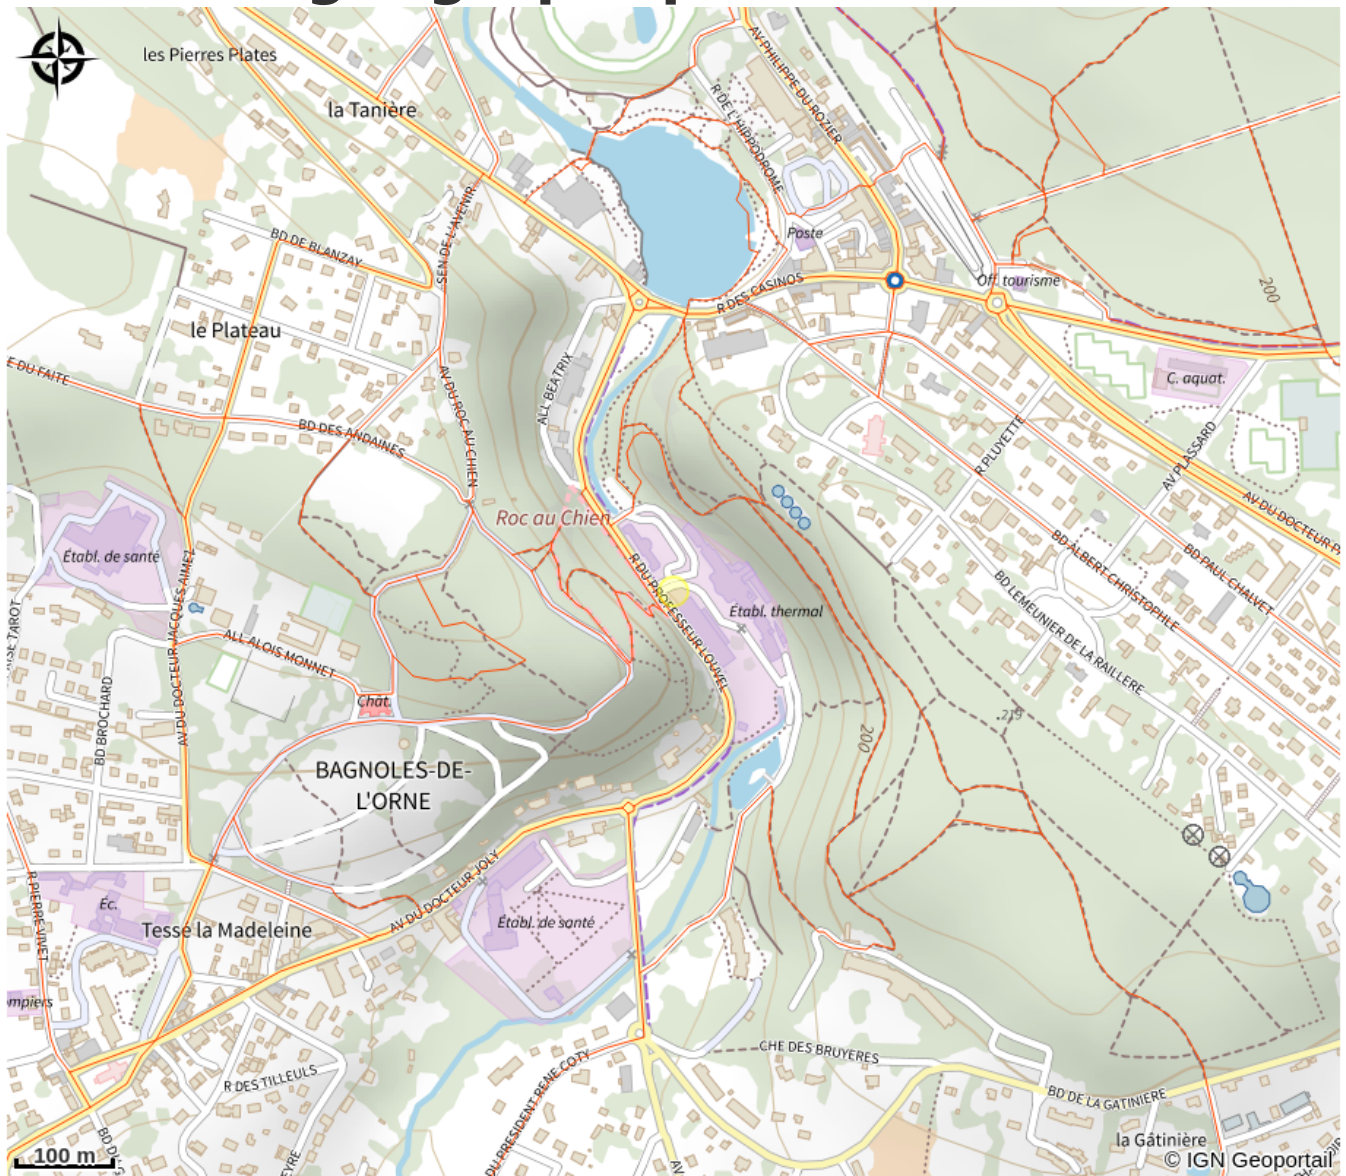 les Pierres Plates
la Tanière
AV PHILIPPE DU ROZIER
R DE L'HIPPODROME
SEN DE L'AVENIR
BD DE BLANZAY
Poste
Off. tourisme
200
R DES CASINOS
le Plateau
E DU FAITE
ALL BEATRIX
AV DU ROC AU CHIEN
C. aquat.
BD DES ANDAINES
R PLUYETTE
AV PLASSARD
Roc au Chien
AV DU DOCTEUR P
Établ. de santé
BD ALBERT CHRISTOPHLE
BD PAUL CHALVET
R DU PROFESSEUR LOUVEL
Établ. thermal
BD LEMEUNIER DE LA RAILLERE
AV DU DOCTEUR JACQUES AIMEZ
ALL ALOIS MONNET
BD BROCHARD
Chât.
219
200
BAGNOLES-DE-
L'ORNE
AV DU DOCTEUR JOLY
R PIERRE VIVET
Éc.
Tessé la Madeleine
Établ. de santé
ompiers
CHE DES BRUYERES
R DES TILLEULS
DU PRESIDENT RENE COTY
BD DE LA GATINIERE
la Gâtinière
100 m
AV
© IGN Geoportail